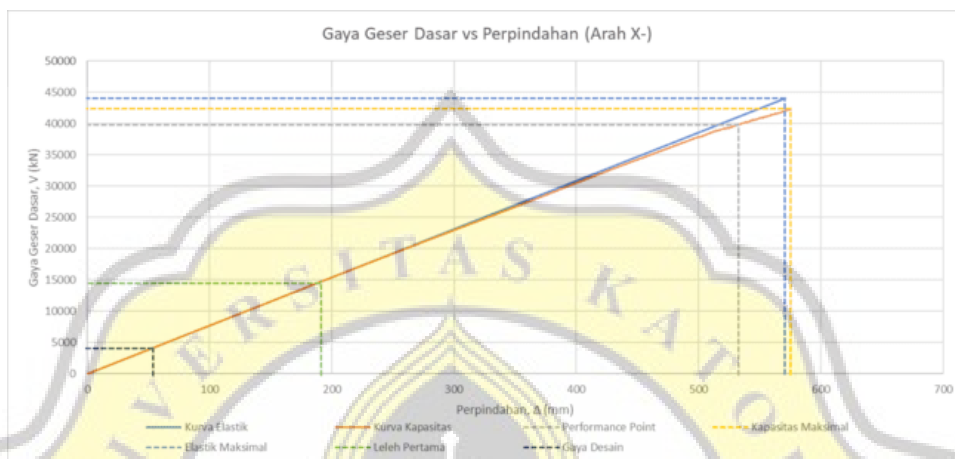 Gaya Geser Dasar vs Perpindahan (Arah X-)
50000
45000
40000
35000
30000
25000
20000
15000
10000
5000
0
Gaya Geser Dasar, V (kN)
0 100 200 300 400 500 600 700
Perpindahan, Δ (mm)
Kurva Elastik Kurva Kapasitas Performance Point Kapasitas Maksimal
Elastik Maksimal Leleh Pertama Gaya Desain
IVERSITAS KATO